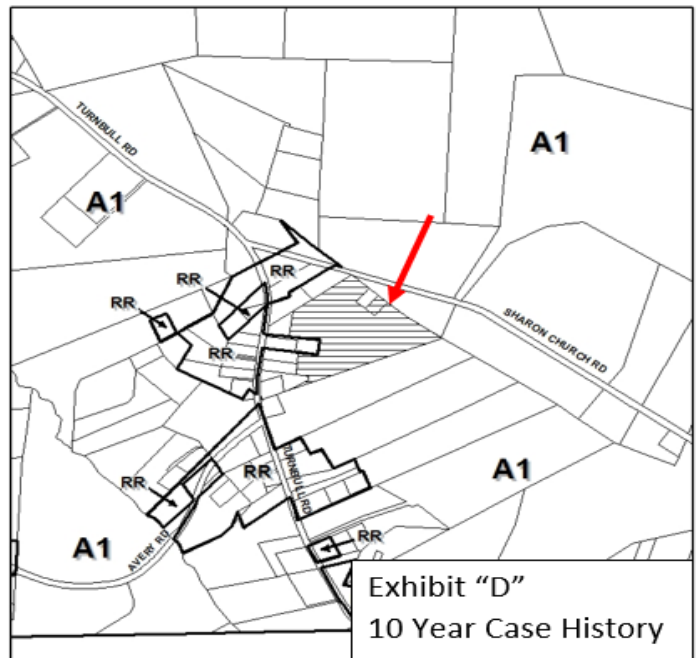 TURNBULL RD
A1
A1
RR
RR
RR
RR
SHARON CHURCH RD
RR
RR
TURNBULL RD
A1
RR
A1
AVERY RD
Exhibit “D”
10 Year Case History